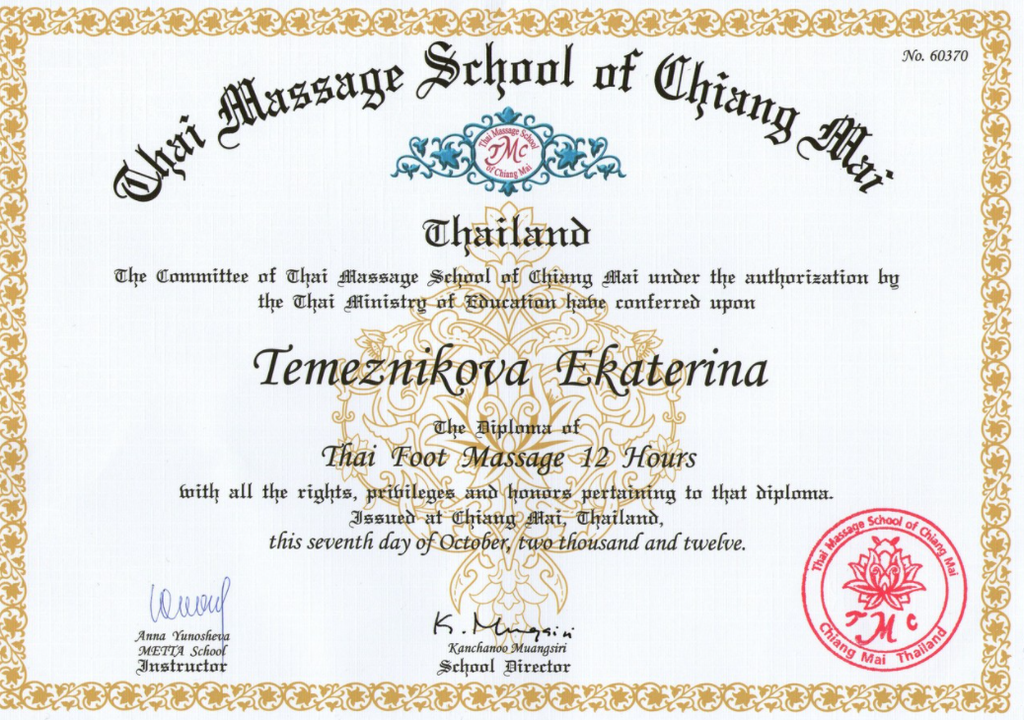 No. 60370
Thai Massage School of Chiang Mai
Thai Massage School
TMC
of Chiang Mai
Thailand
The Committee of Thai Massage School of Chiang Mai under the authorization by
the Thai Ministry of Education have conferred upon
Temeznikova Ekaterina
The Diploma of
Thai Foot Massage 12 Hours
with all the rights, privileges and honors pertaining to that diploma.
Issued at Chiang Mai, Thailand,
this seventh day of October, two thousand and twelve.
Thai Massage School of Chiang Mai
TMC
Chiang Mai Thailand
K. Muangsiri
Anna Yunosheva
METTA School
Instructor
Kanchanoo Muangsiri
School Director